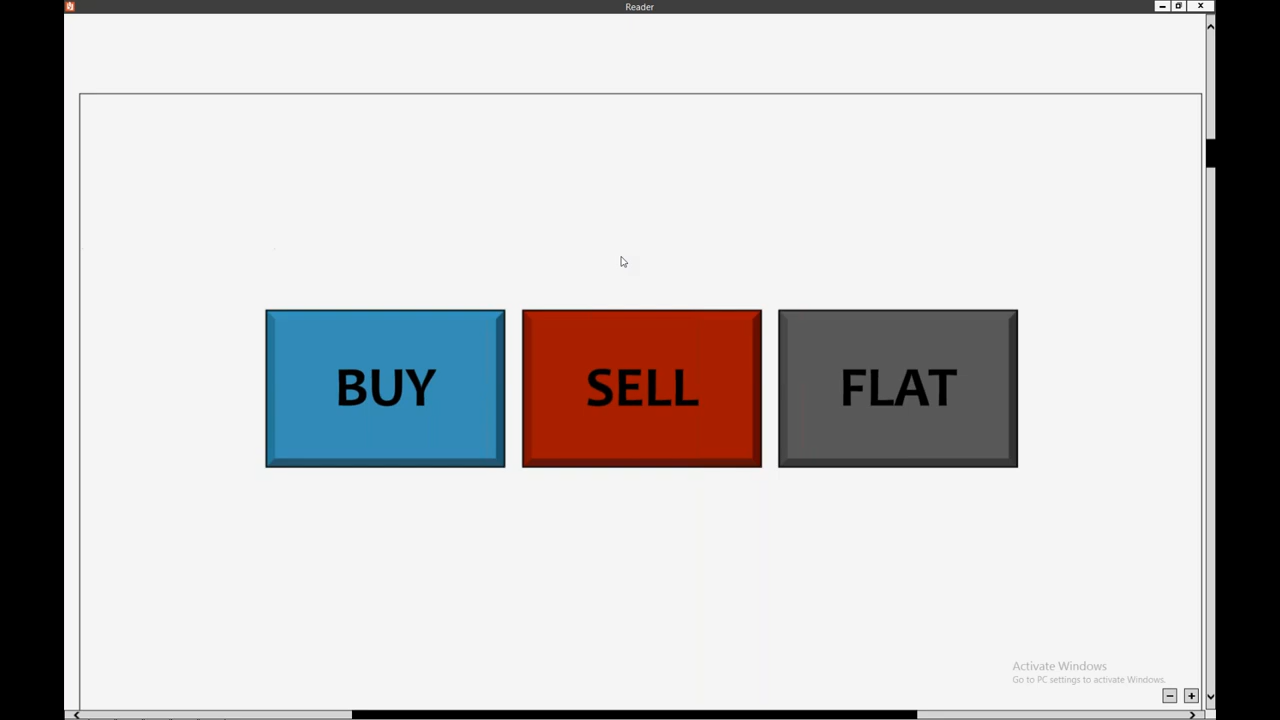 Reader
BUY
SELL
FLAT
Activate Windows
Go to PC settings to activate Windows.